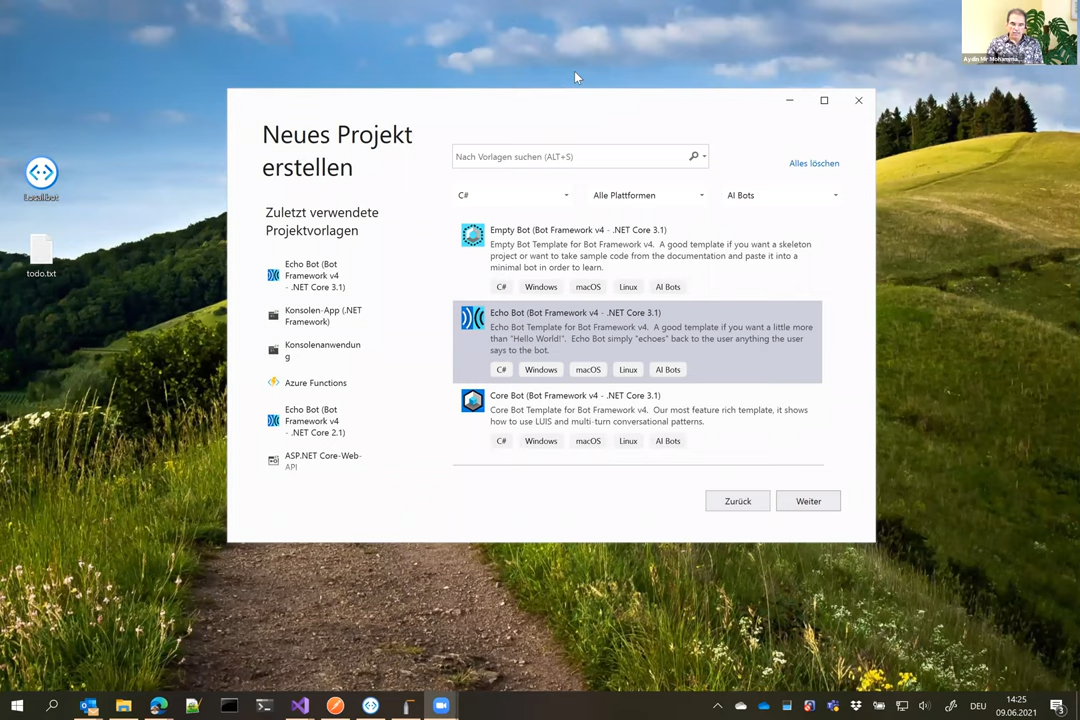 Aydin Mir Mohamma...
Local.bot
todo.txt
Neues Projekt
erstellen
Nach Vorlagen suchen (ALT+S)
Alles löschen
C#
Alle Plattformen
AI Bots
Zuletzt verwendete
Projektvorlagen
Echo Bot (Bot
Framework v4
- .NET Core 3.1)
Konsolen-App (.NET
Framework)
Konsolenanwendun
g
Azure Functions
Echo Bot (Bot
Framework v4
- .NET Core 2.1)
ASP.NET Core-Web-
API
Empty Bot (Bot Framework v4 - .NET Core 3.1)
Empty Bot Template for Bot Framework v4. A good template if you want a skeleton
project or want to take sample code from the documentation and paste it into a
minimal bot in order to learn.
C# Windows macOS Linux AI Bots
Echo Bot (Bot Framework v4 - .NET Core 3.1)
Echo Bot Template for Bot Framework v4. A good template if you want a little more
than "Hello World!". Echo Bot simply "echoes" back to the user anything the user
says to the bot.
C# Windows macOS Linux AI Bots
Core Bot (Bot Framework v4 - .NET Core 3.1)
Core Bot Template for Bot Framework v4. Our most feature rich template, it shows
how to use LUIS and multi-turn conversational patterns.
C# Windows macOS Linux AI Bots
Zurück
Weiter
DEU
14:25
09.06.2021
3